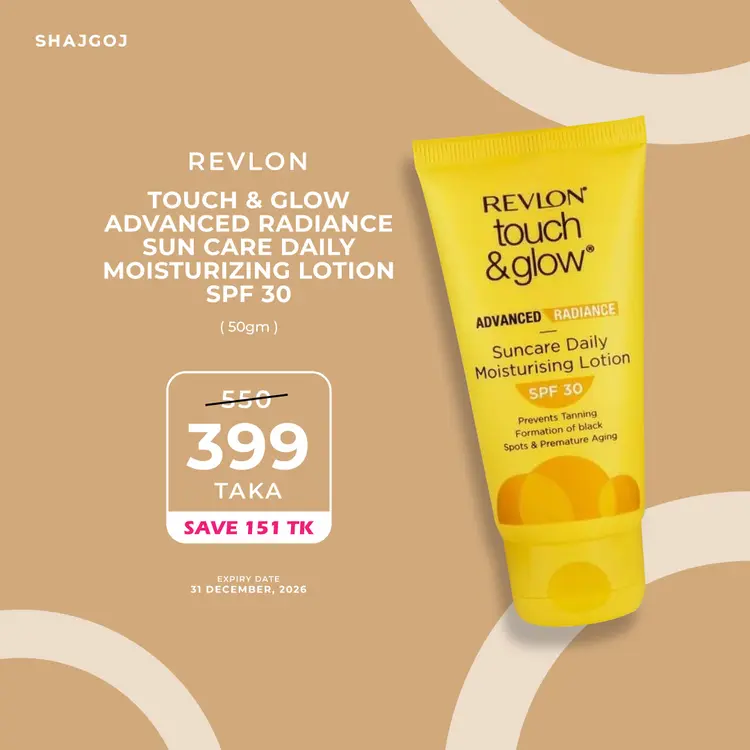 SHAJGOJ
REVLON
TOUCH & GLOW
ADVANCED RADIANCE
SUN CARE DAILY
MOISTURIZING LOTION
SPF 30
( 50gm )
550
399
TAKA
SAVE 151 TK
EXPIRY DATE
31 DECEMBER, 2026
REVLON®
touch
&glow®
ADVANCED RADIANCE
Suncare Daily
Moisturising Lotion
SPF 30
Prevents Tanning
Formation of black
Spots & Premature Aging